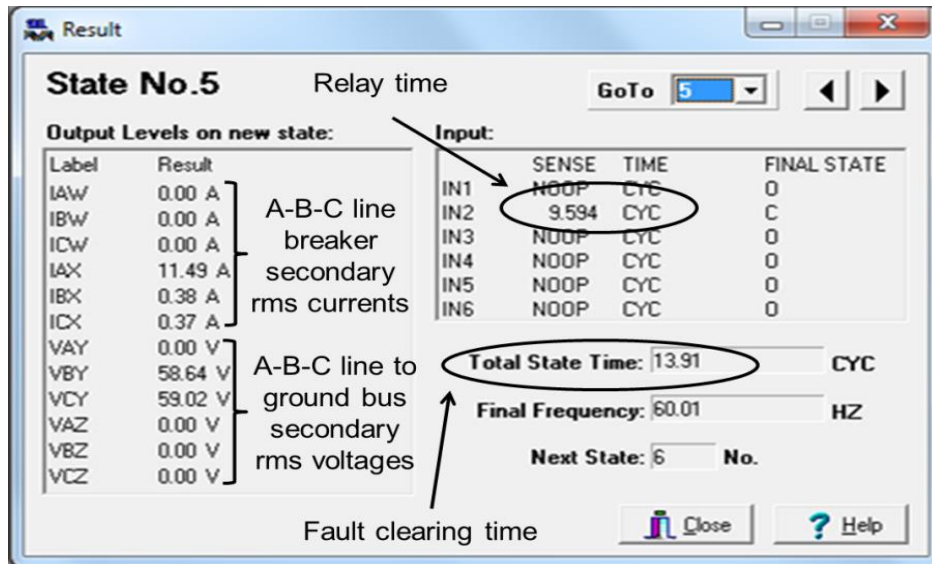 Result
State No.5
Relay time
GoTo 5
Output Levels on new state:
Input:
Label Result
IAW 0.00 A
IBW 0.00 A
ICW 0.00 A
IAX 11.49 A
IBX 0.38 A
ICX 0.37 A
VAY 0.00 V
VBY 58.64 V
VCY 59.02 V
VAZ 0.00 V
VBZ 0.00 V
VCZ 0.00 V
A-B-C line
breaker
secondary
rms currents
A-B-C line to
ground bus
secondary
rms voltages
SENSE TIME FINAL STATE
IN1 NOOP CYC O
IN2 9.594 CYC C
IN3 NOOP CYC O
IN4 NOOP CYC O
IN5 NOOP CYC O
IN6 NOOP CYC O
Total State Time: 13.91 CYC
Final Frequency: 60.01 HZ
Next State: 6 No.
Fault clearing time
Close
? Help